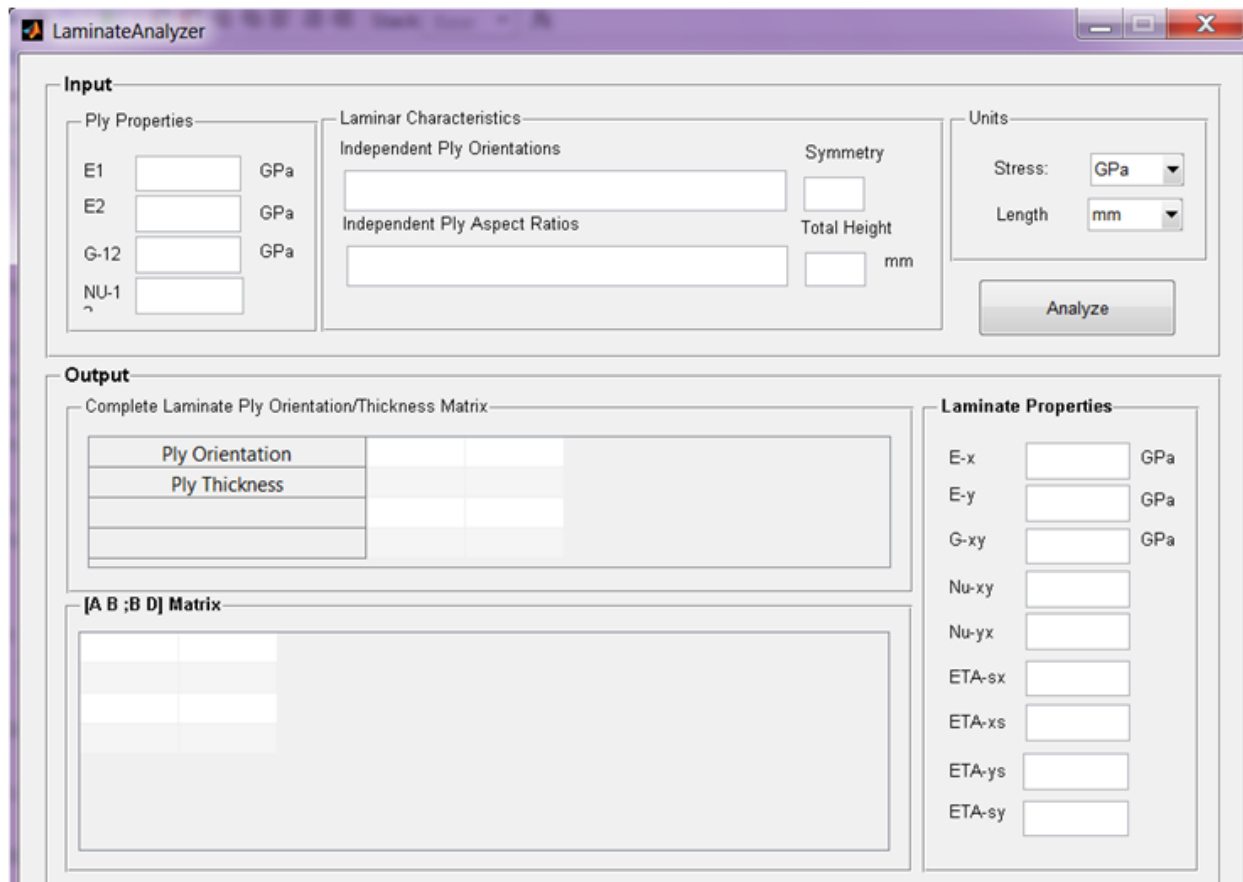 LaminateAnalyzer
Input
Ply Properties
E1 GPa
E2 GPa
G-12 GPa
NU-1
Laminar Characteristics
Independent Ply Orientations
Symmetry
Independent Ply Aspect Ratios
Total Height
mm
Units
Stress: GPa
Length mm
Analyze
Output
Complete Laminate Ply Orientation/Thickness Matrix
Ply Orientation
Ply Thickness
[A B ;B D] Matrix
Laminate Properties
E-x GPa
E-y GPa
G-xy GPa
Nu-xy
Nu-yx
ETA-sx
ETA-xs
ETA-ys
ETA-sy